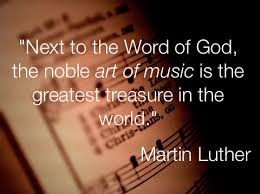 "Next to the Word of God,
the noble art of music is the
greatest treasure in the
world."
Martin Luther